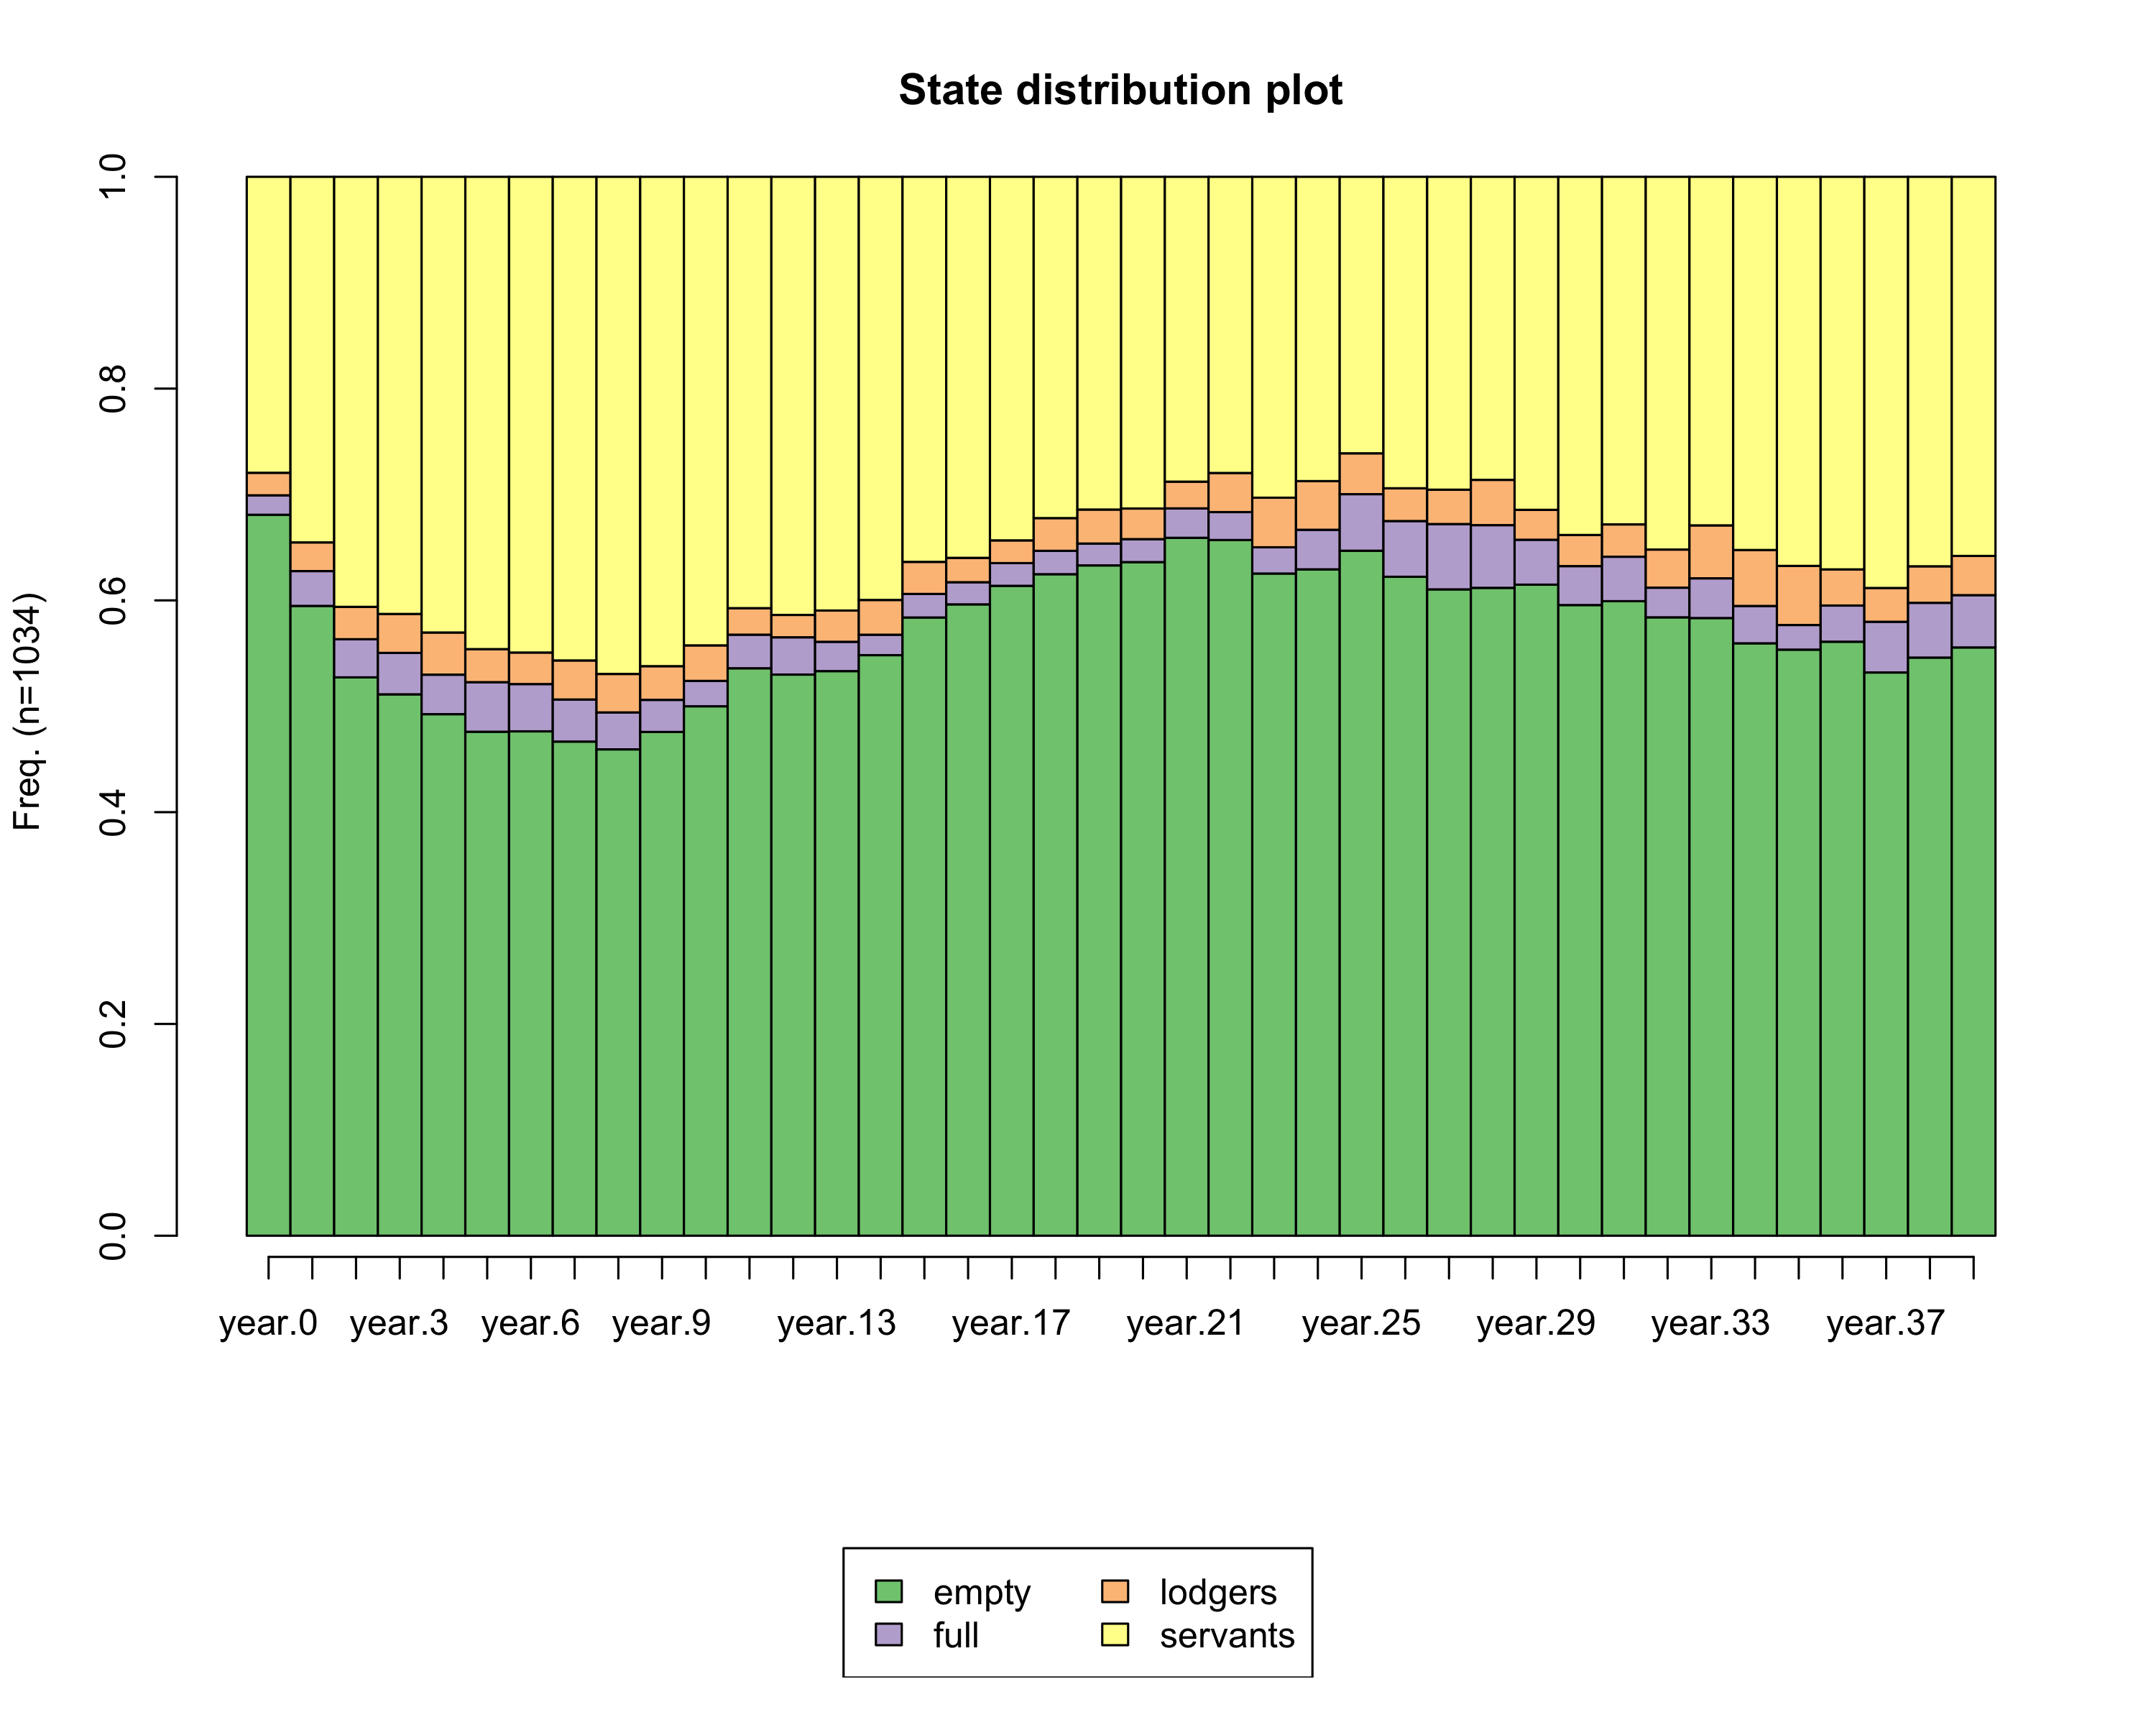 State distribution plot
Freq. (n=1034)
1.0
0.8
0.6
0.4
0.2
0.0
year.0 year.3 year.6 year.9 year.13 year.17 year.21 year.25 year.29 year.33 year.37
empty lodgers
full servants